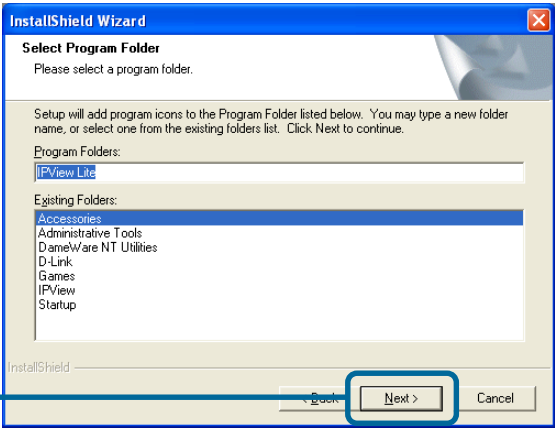 InstallShield Wizard
Select Program Folder
Please select a program folder.
Setup will add program icons to the Program Folder listed below. You may type a new folder
name, or select one from the existing folders list. Click Next to continue.
Program Folders:
IPView Lite
Existing Folders:
Accessories
Administrative Tools
DameWare NT Utilities
D-Link
Games
IPView
Startup
InstallShield
< Back Next > Cancel